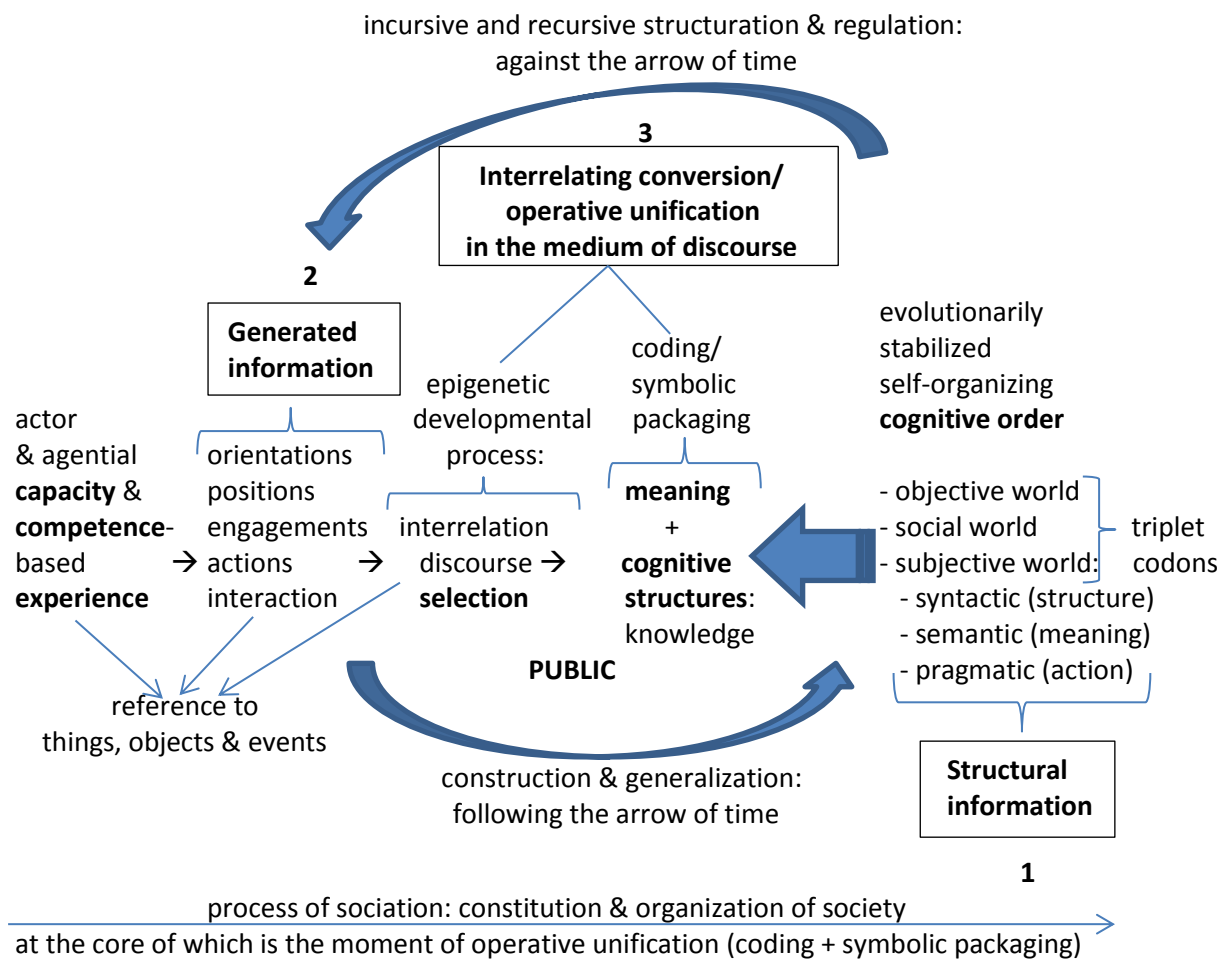 incursive and recursive structuration & regulation:
against the arrow of time
3
Interrelating conversion/
operative unification
in the medium of discourse
2
Generated
information
actor
& agential
capacity &
competence-
based
experience
→
orientations
positions
engagements
actions
interaction
→
epigenetic
developmental
process:
interrelation
discourse →
selection
coding/
symbolic
packaging
meaning
+
cognitive
structures:
knowledge
PUBLIC
evolutionarily
stabilized
self-organizing
cognitive order
- objective world
- social world
- subjective world:
triplet
codons
- syntactic (structure)
- semantic (meaning)
- pragmatic (action)
reference to
things, objects & events
construction & generalization:
following the arrow of time
Structural
information
1
process of sociation: constitution & organization of society
at the core of which is the moment of operative unification (coding + symbolic packaging)